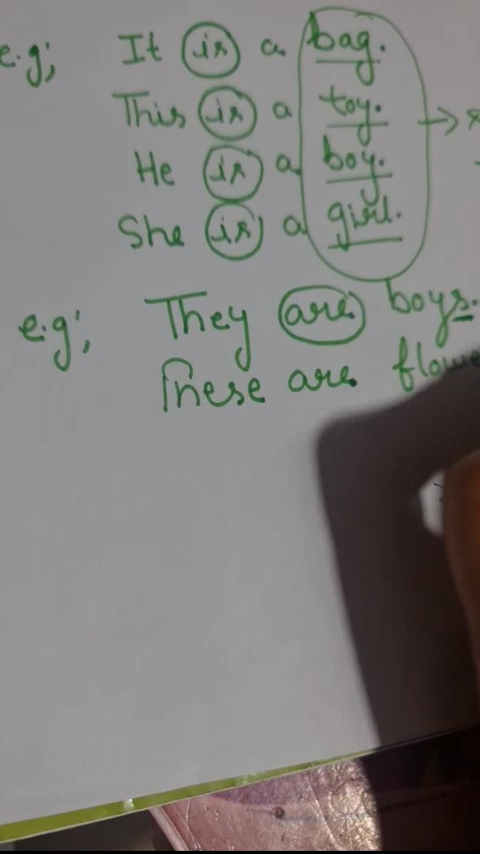 e.g; It is a bag.
This is a toy.
He is a boy.
She is a girl.
e.g; They are boys.
These are